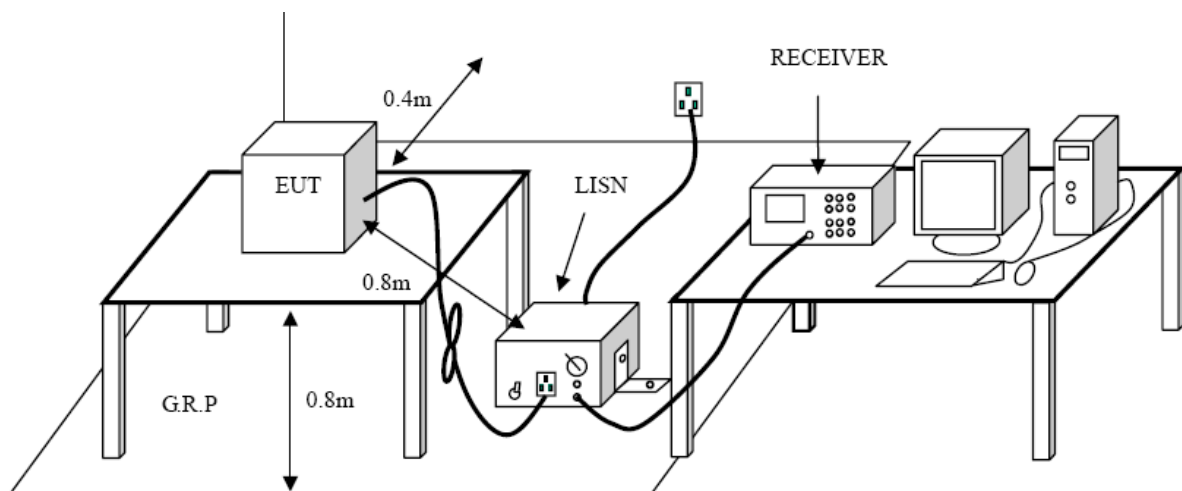 RECEIVER
0.4m
EUT
LISN
0.8m
G.R.P
0.8m